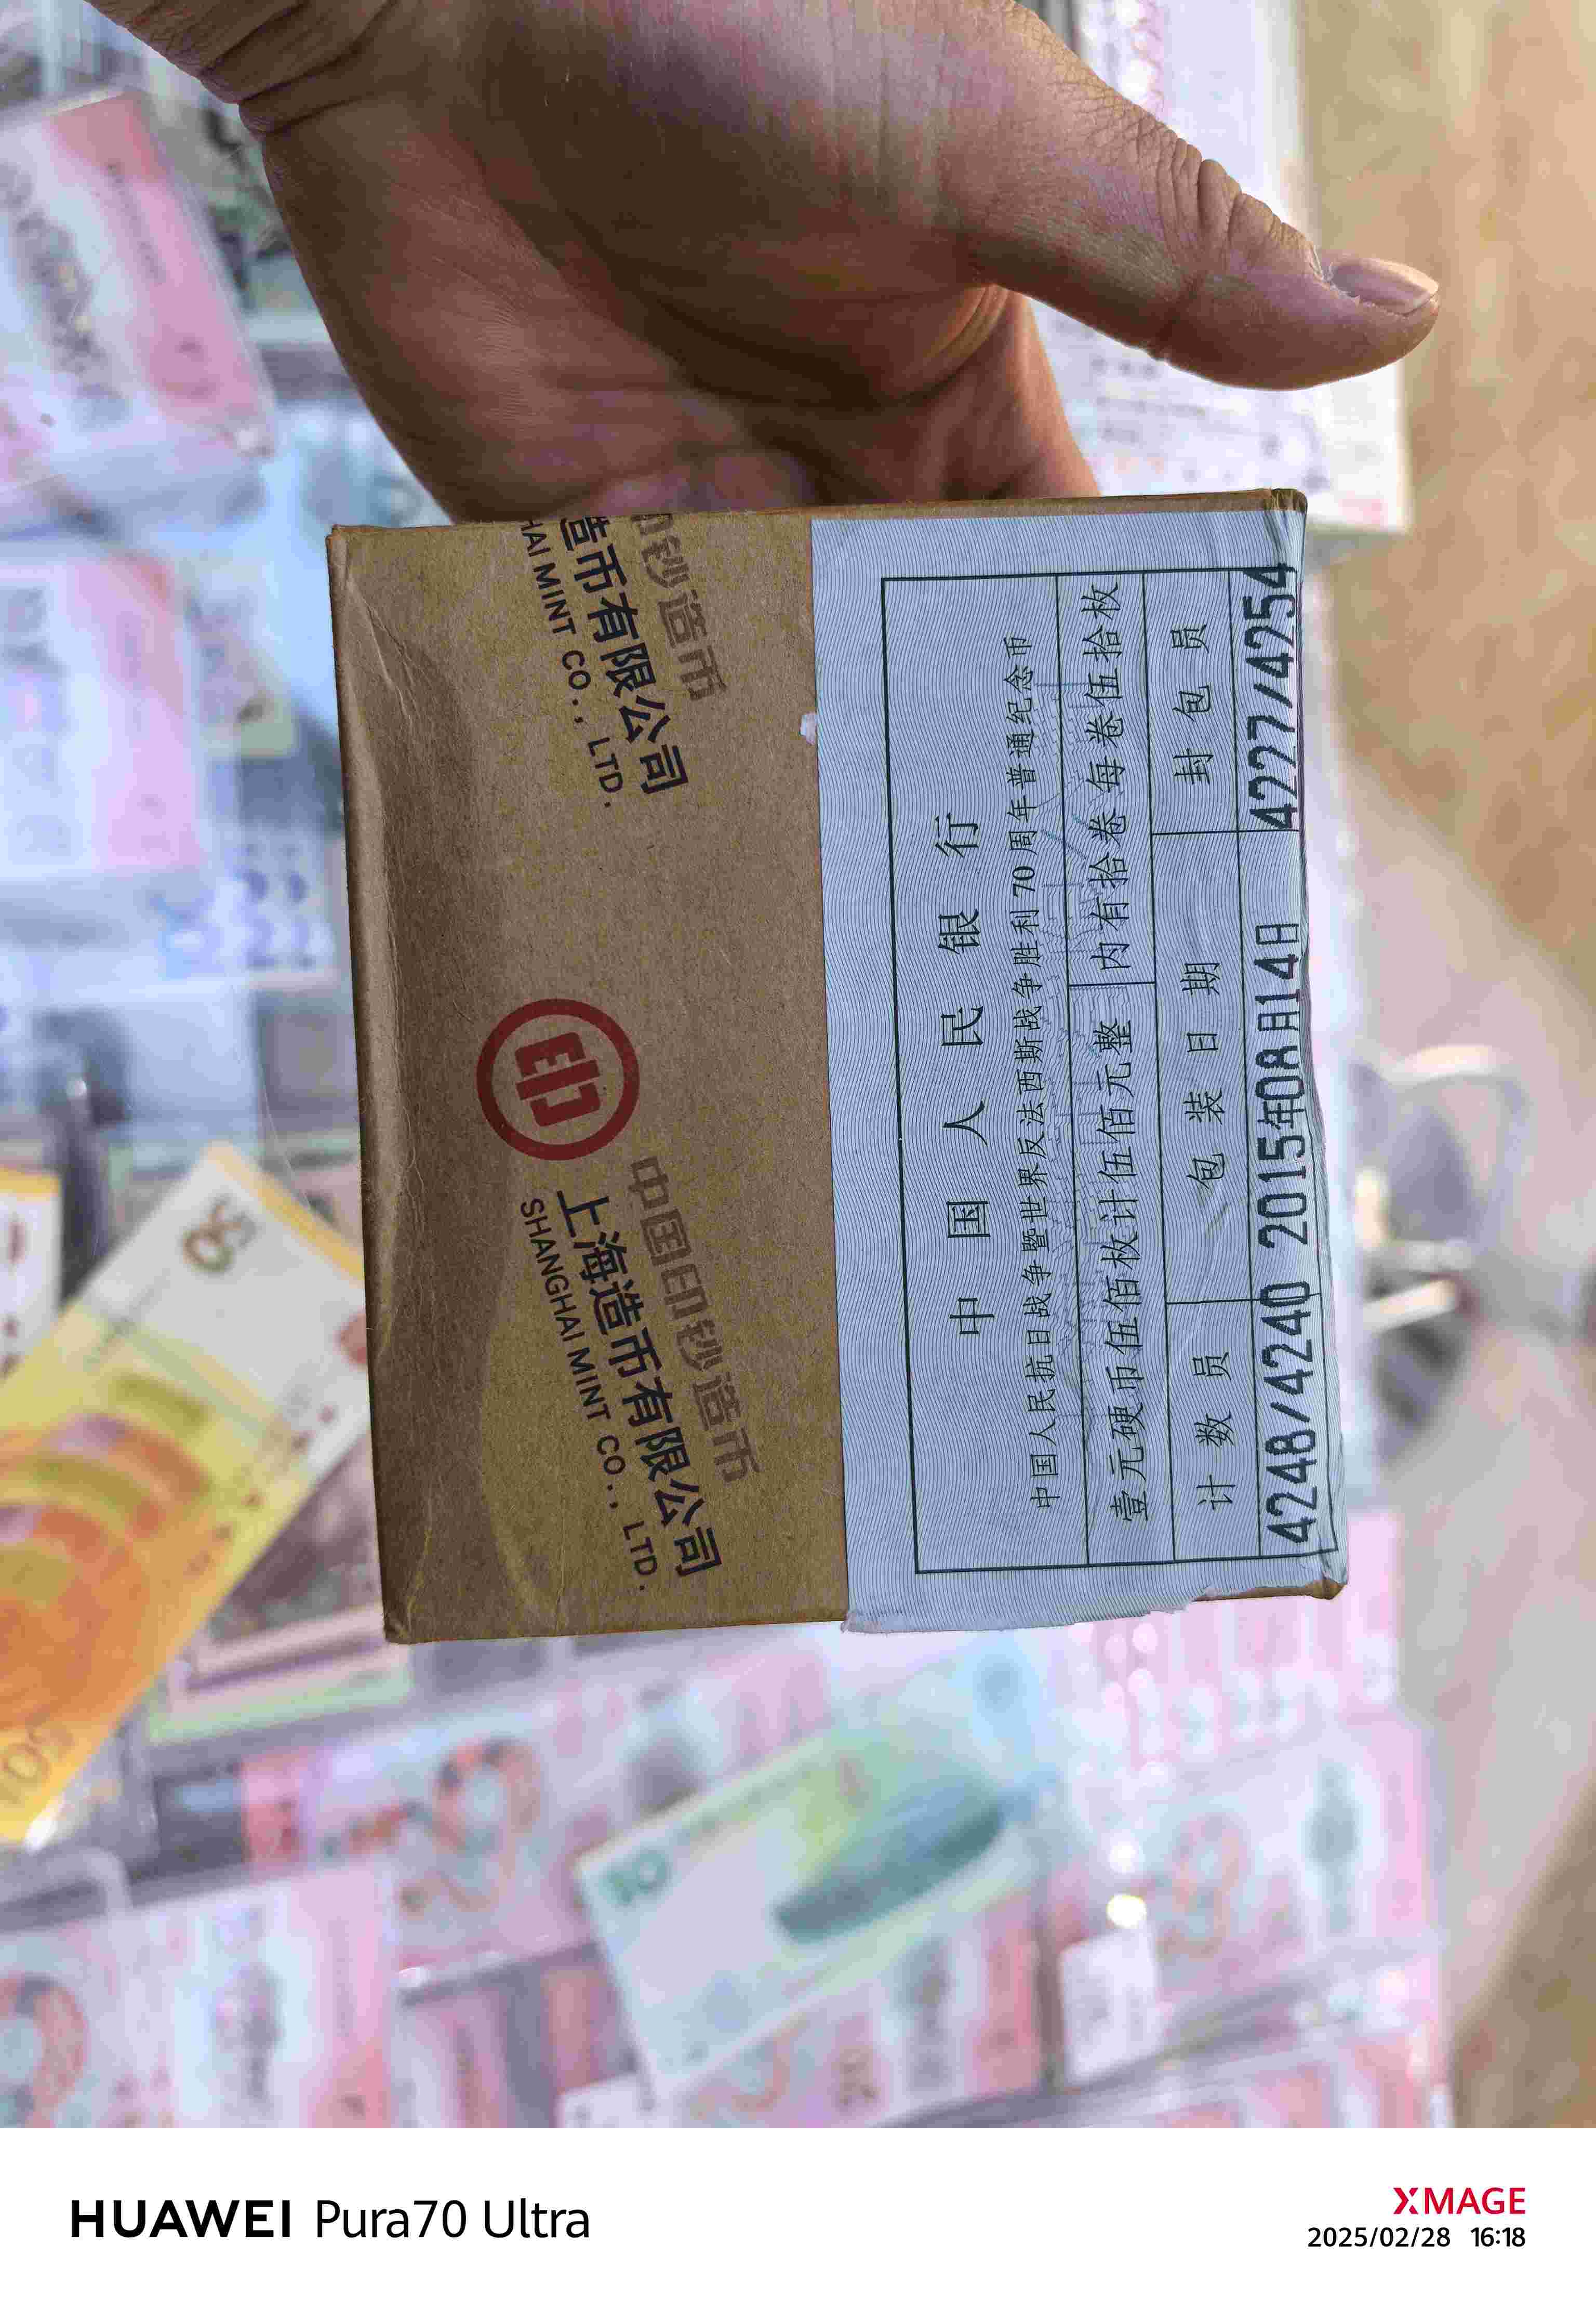 中国印钞造币
上海造币有限公司
SHANGHAI MINT CO., LTD.
印钞造币
造币有限公司
HAI MINT CO., LTD.
中国人民银行
中国人民抗日战争暨世界反法西斯战争胜利70周年普通纪念币
壹元硬币伍佰枚计伍佰元整 内有拾卷每卷伍拾枚
计数员 包装日期 封包员
4248/4240 2015年08月14日 4227/4254
50
50
10
HUAWEI Pura70 Ultra
XMAGE
2025/02/28 16:18